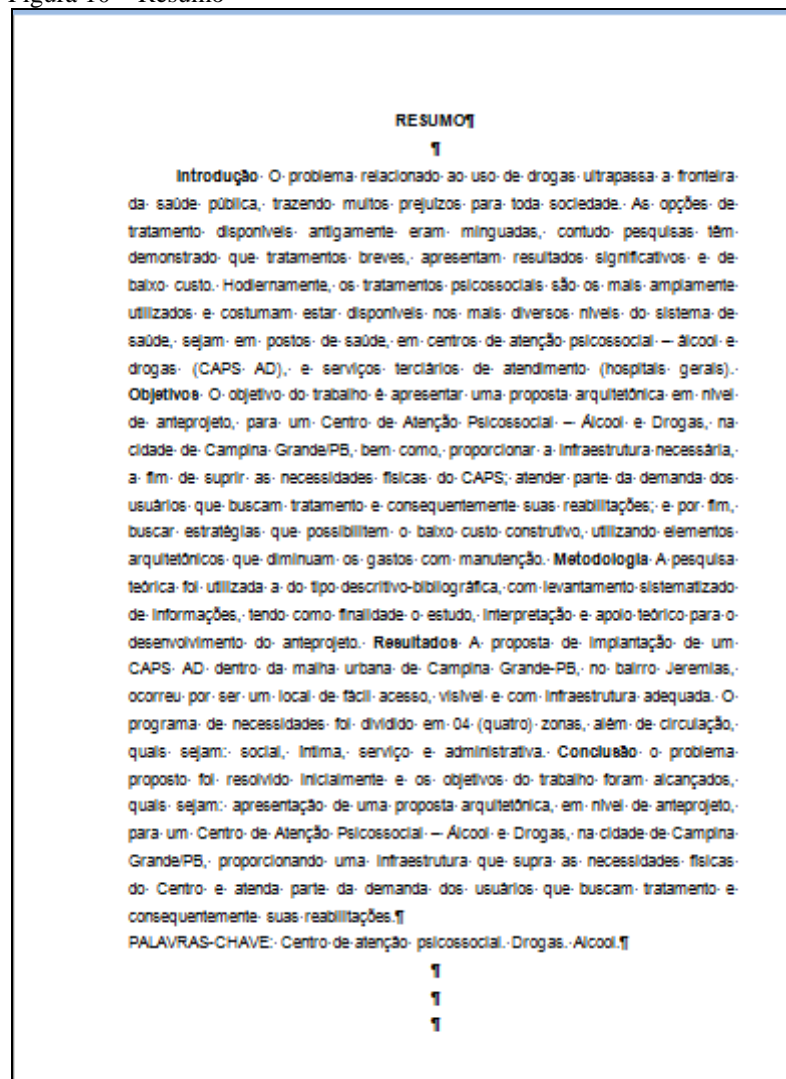 Figura 10 – Resumo
RESUMO¶
¶
Introdução· O· problema· relacionado· ao· uso· de· drogas· ultrapassa· a· fronteira·
da· saúde· pública,· trazendo· muitos· prejuízos· para· toda· sociedade.· As· opções· de·
tratamento· disponíveis· antigamente· eram· minguadas,· contudo· pesquisas· têm·
demonstrado· que· tratamentos· breves,· apresentam· resultados· significativos· e· de·
baixo· custo.· Hodiernamente,· os· tratamentos· psicossociais· são· os· mais· amplamente·
utilizados· e· costumam· estar· disponíveis· nos· mais· diversos· níveis· do· sistema· de·
saúde,· sejam· em· postos· de· saúde,· em· centros· de· atenção· psicossocial· –· álcool· e·
drogas· (CAPS· AD),· e· serviços· terciários· de· atendimento· (hospitais· gerais).·
Objetivos· O· objetivo· do· trabalho· é· apresentar· uma· proposta· arquitetônica· em· nível·
de· anteprojeto,· para· um· Centro· de· Atenção· Psicossocial· –· Álcool· e· Drogas,· na·
cidade· de· Campina· Grande/PB,· bem· como,· proporcionar· a· infraestrutura· necessária,·
a· fim· de· suprir· as· necessidades· físicas· do· CAPS;· atender· parte· da· demanda· dos·
usuários· que· buscam· tratamento· e· consequentemente· suas· reabilitações;· e· por· fim,·
buscar· estratégias· que· possibilitem· o· baixo· custo· construtivo,· utilizando· elementos·
arquitetônicos· que· diminuam· os· gastos· com· manutenção.· Metodologia· A· pesquisa·
teórica· foi· utilizada· a· do· tipo· descritivo-bibliográfica,· com· levantamento· sistematizado·
de· informações,· tendo· como· finalidade· o· estudo,· interpretação· e· apoio· teórico· para· o·
desenvolvimento· do· anteprojeto.· Resultados· A· proposta· de· implantação· de· um·
CAPS· AD· dentro· da· malha· urbana· de· Campina· Grande-PB,· no· bairro· Jeremias,·
ocorreu· por· ser· um· local· de· fácil· acesso,· visível· e· com· infraestrutura· adequada.· O·
programa· de· necessidades· foi· dividido· em· 04· (quatro)· zonas,· além· de· circulação,·
quais· sejam:· social,· íntima,· serviço· e· administrativa.· Conclusão· o· problema·
proposto· foi· resolvido· inicialmente· e· os· objetivos· do· trabalho· foram· alcançados,·
quais· sejam:· apresentação· de· uma· proposta· arquitetônica,· em· nível· de· anteprojeto,·
para· um· Centro· de· Atenção· Psicossocial· –· Álcool· e· Drogas,· na· cidade· de· Campina·
Grande/PB,· proporcionando· uma· infraestrutura· que· supra· as· necessidades· físicas·
do· Centro· e· atenda· parte· da· demanda· dos· usuários· que· buscam· tratamento· e·
consequentemente· suas· reabilitações.¶
PALAVRAS-CHAVE:· Centro· de· atenção· psicossocial.· Drogas.· Álcool.¶
¶
¶
¶